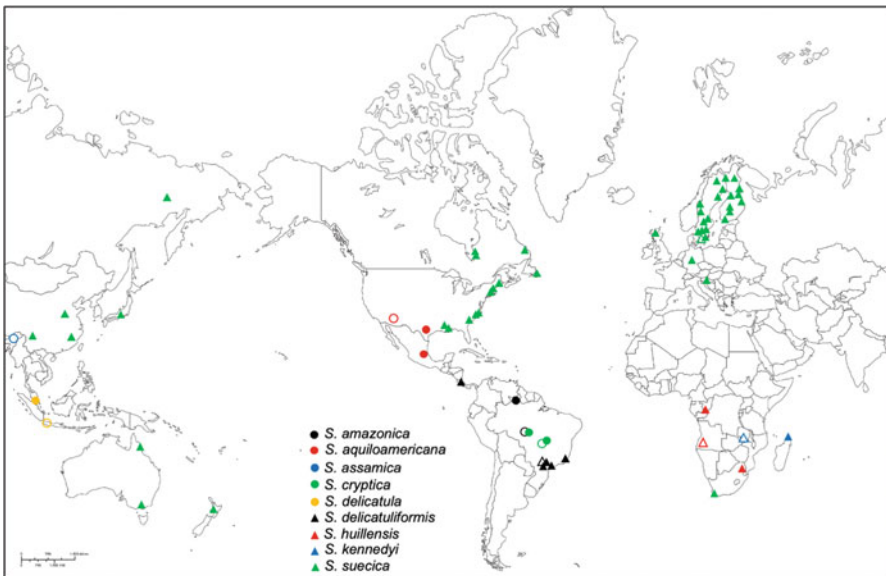 S. amazonica
S. aquiloamericana
S. assamica
S. cryptica
S. delicatula
S. delicatuliformis
S. huillensis
S. kennedyi
S. suecica